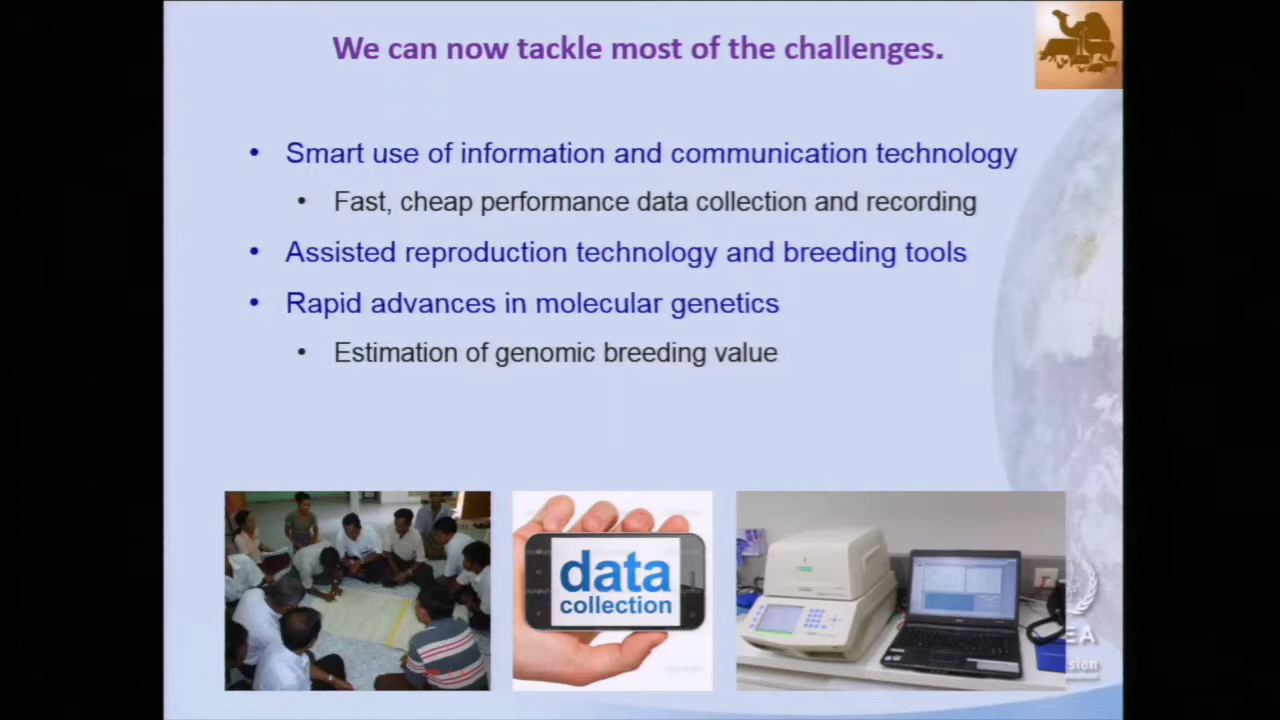 We can now tackle most of the challenges.
• Smart use of information and communication technology
• Fast, cheap performance data collection and recording
• Assisted reproduction technology and breeding tools
• Rapid advances in molecular genetics
• Estimation of genomic breeding value
data
collection